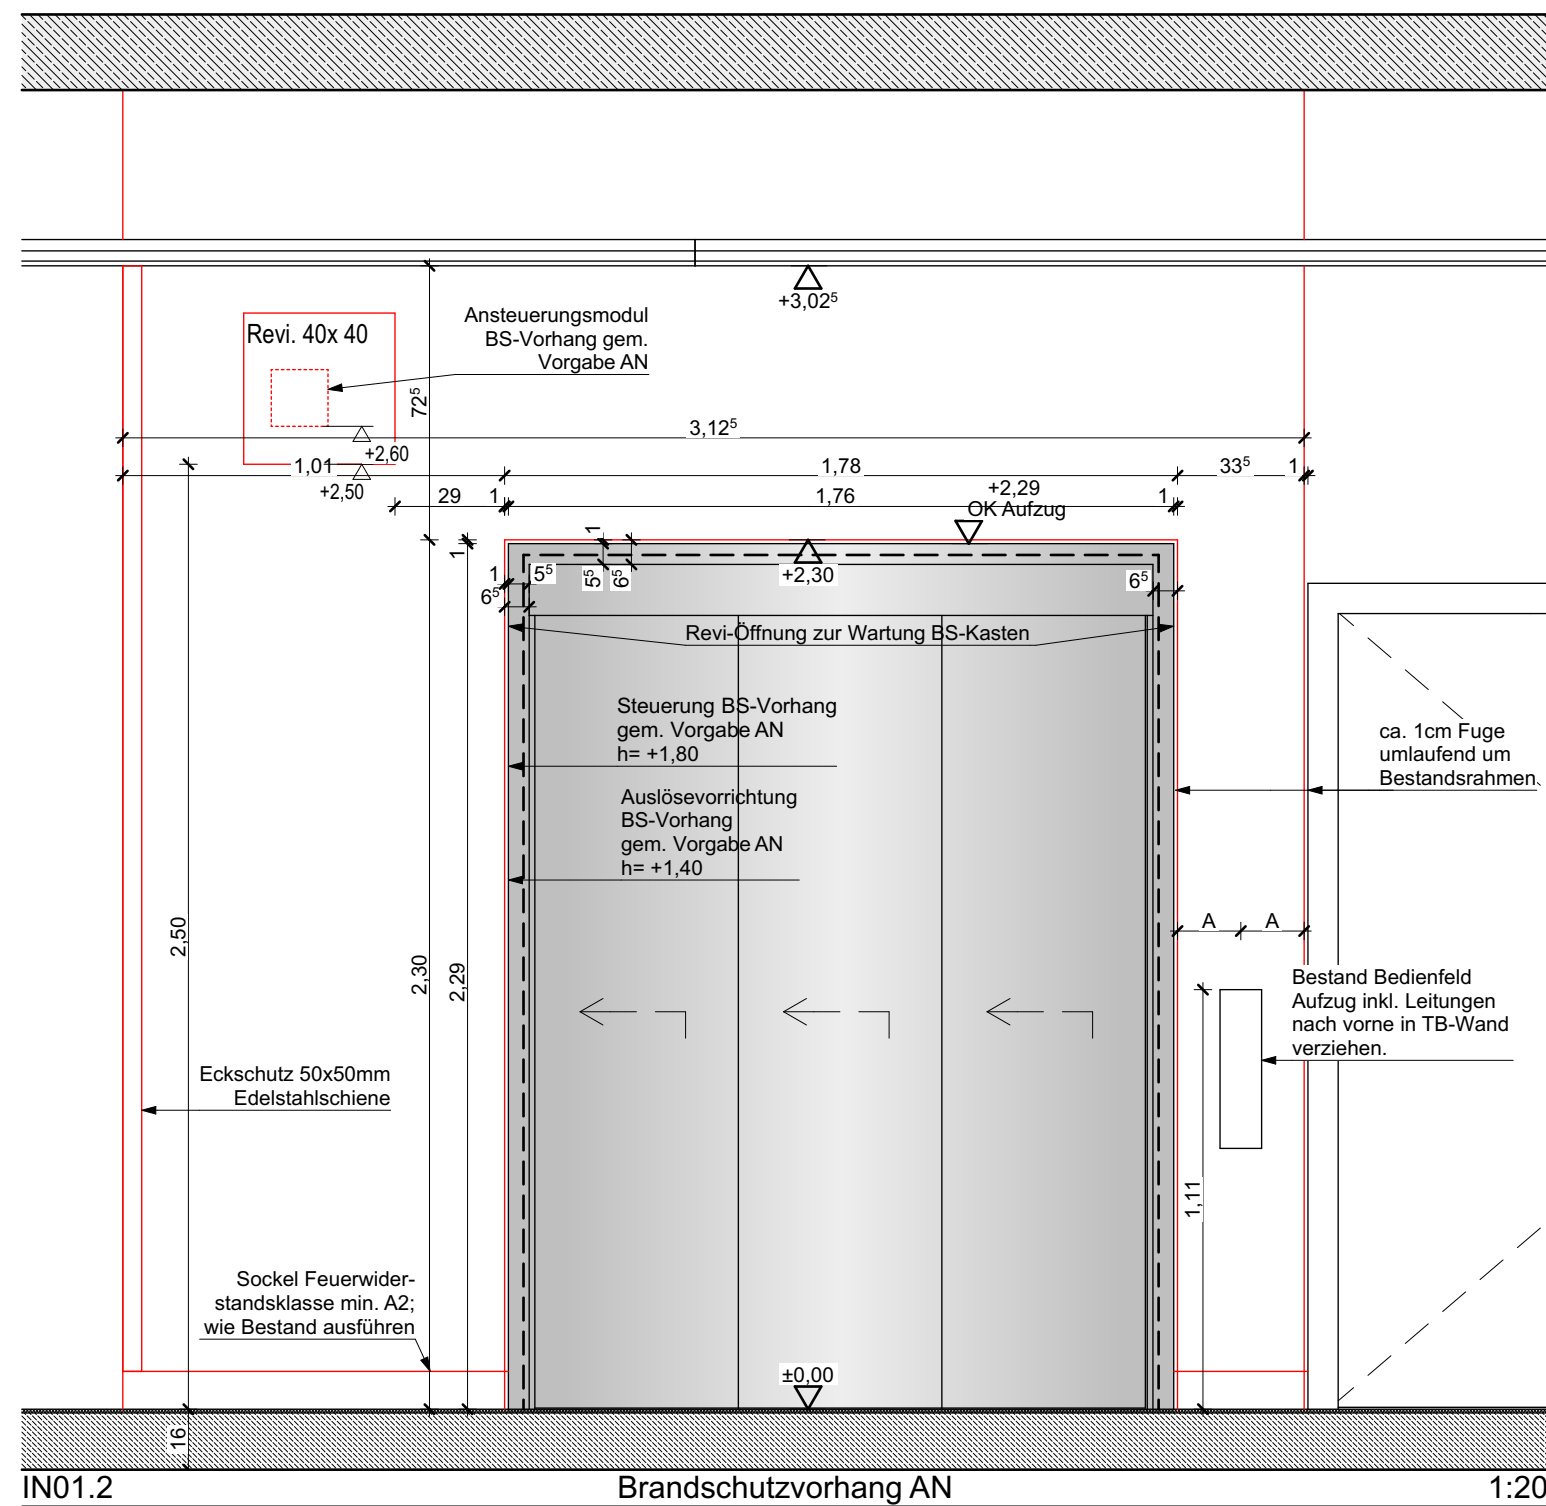 +3,02⁵
Ansteuerungsmodul
BS-Vorhang gem.
Vorgabe AN
Revi. 40x 40
72⁵
3,12⁵
+2,60
1,01
1,78
33⁵
1
+2,50
29
1
1,76
1
+2,29
OK Aufzug
1
1
5⁵
6⁵
+2,30
1
5⁵
6⁵
6⁵
Revi-Öffnung zur Wartung BS-Kasten
Steuerung BS-Vorhang
gem. Vorgabe AN
h= +1,80
ca. 1cm Fuge
umlaufend um
Bestandsrahmen.
Auslösevorrichtung
BS-Vorhang
gem. Vorgabe AN
h= +1,40
A
A
2,50
2,30
2,29
Bestand Bedienfeld
Aufzug inkl. Leitungen
nach vorne in TB-Wand
verziehen.
Eckschutz 50x50mm
Edelstahlschiene
1,11
Sockel Feuerwider-
standsklasse min. A2;
wie Bestand ausführen
±0,00
16
IN01.2
Brandschutzvorhang AN
1:20